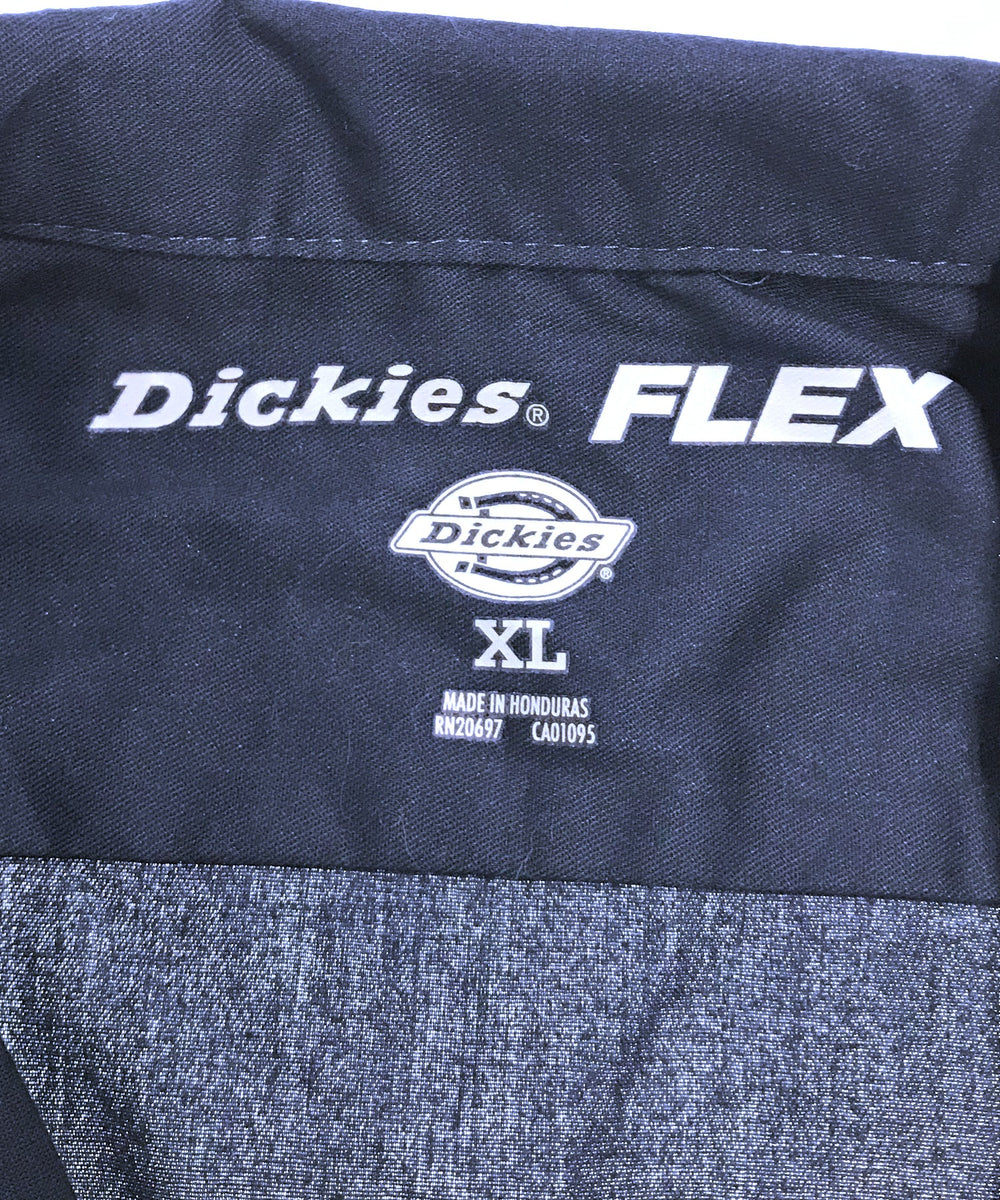 Dickies® FLEX
Dickies®
XL
MADE IN HONDURAS
RN20697 CA01095